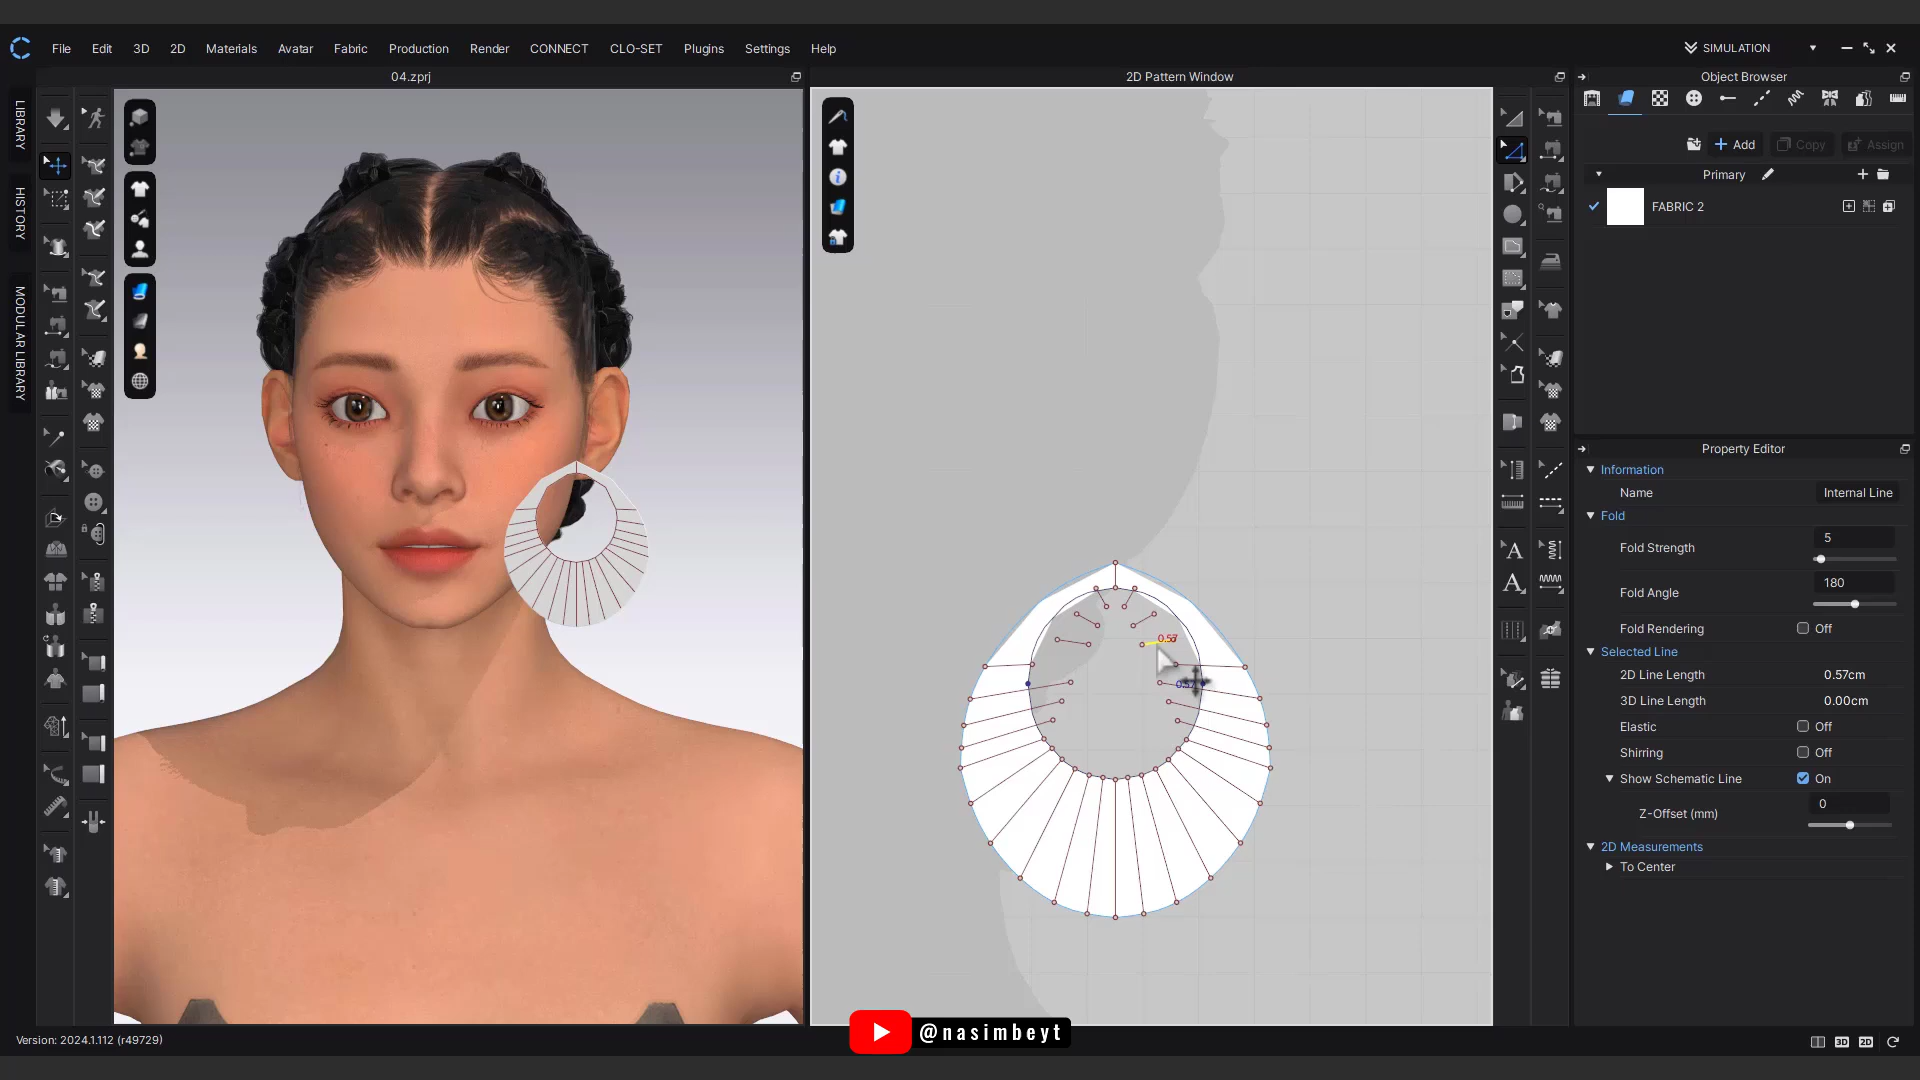 File Edit 3D 2D Materials Avatar Fabric Production Render CONNECT CLO-SET Plugins Settings Help
SIMULATION
04.zprj
2D Pattern Window
Object Browser
LIBRARY
HISTORY
MODULAR LIBRARY
Add
Copy
Assign
Primary
FABRIC 2
Property Editor
Information
Name Internal Line
Fold
Fold Strength 5
Fold Angle 180
Fold Rendering Off
Selected Line
2D Line Length 0.57cm
3D Line Length 0.00cm
Elastic Off
Shirring Off
Show Schematic Line On
Z-Offset (mm) 0
2D Measurements
To Center
0.57
A
A
@nasimbeyt
Version: 2024.1.112 (r49729)
3D 2D